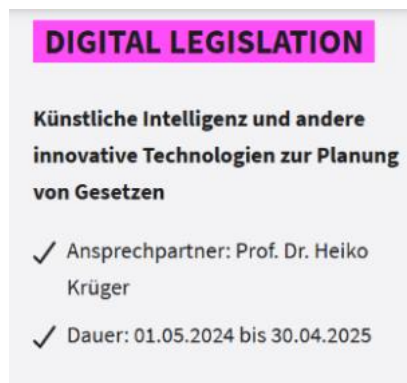 DIGITAL LEGISLATION
Künstliche Intelligenz und andere
innovative Technologien zur Planung
von Gesetzen
Ansprechpartner: Prof. Dr. Heiko
Krüger
Dauer: 01.05.2024 bis 30.04.2025